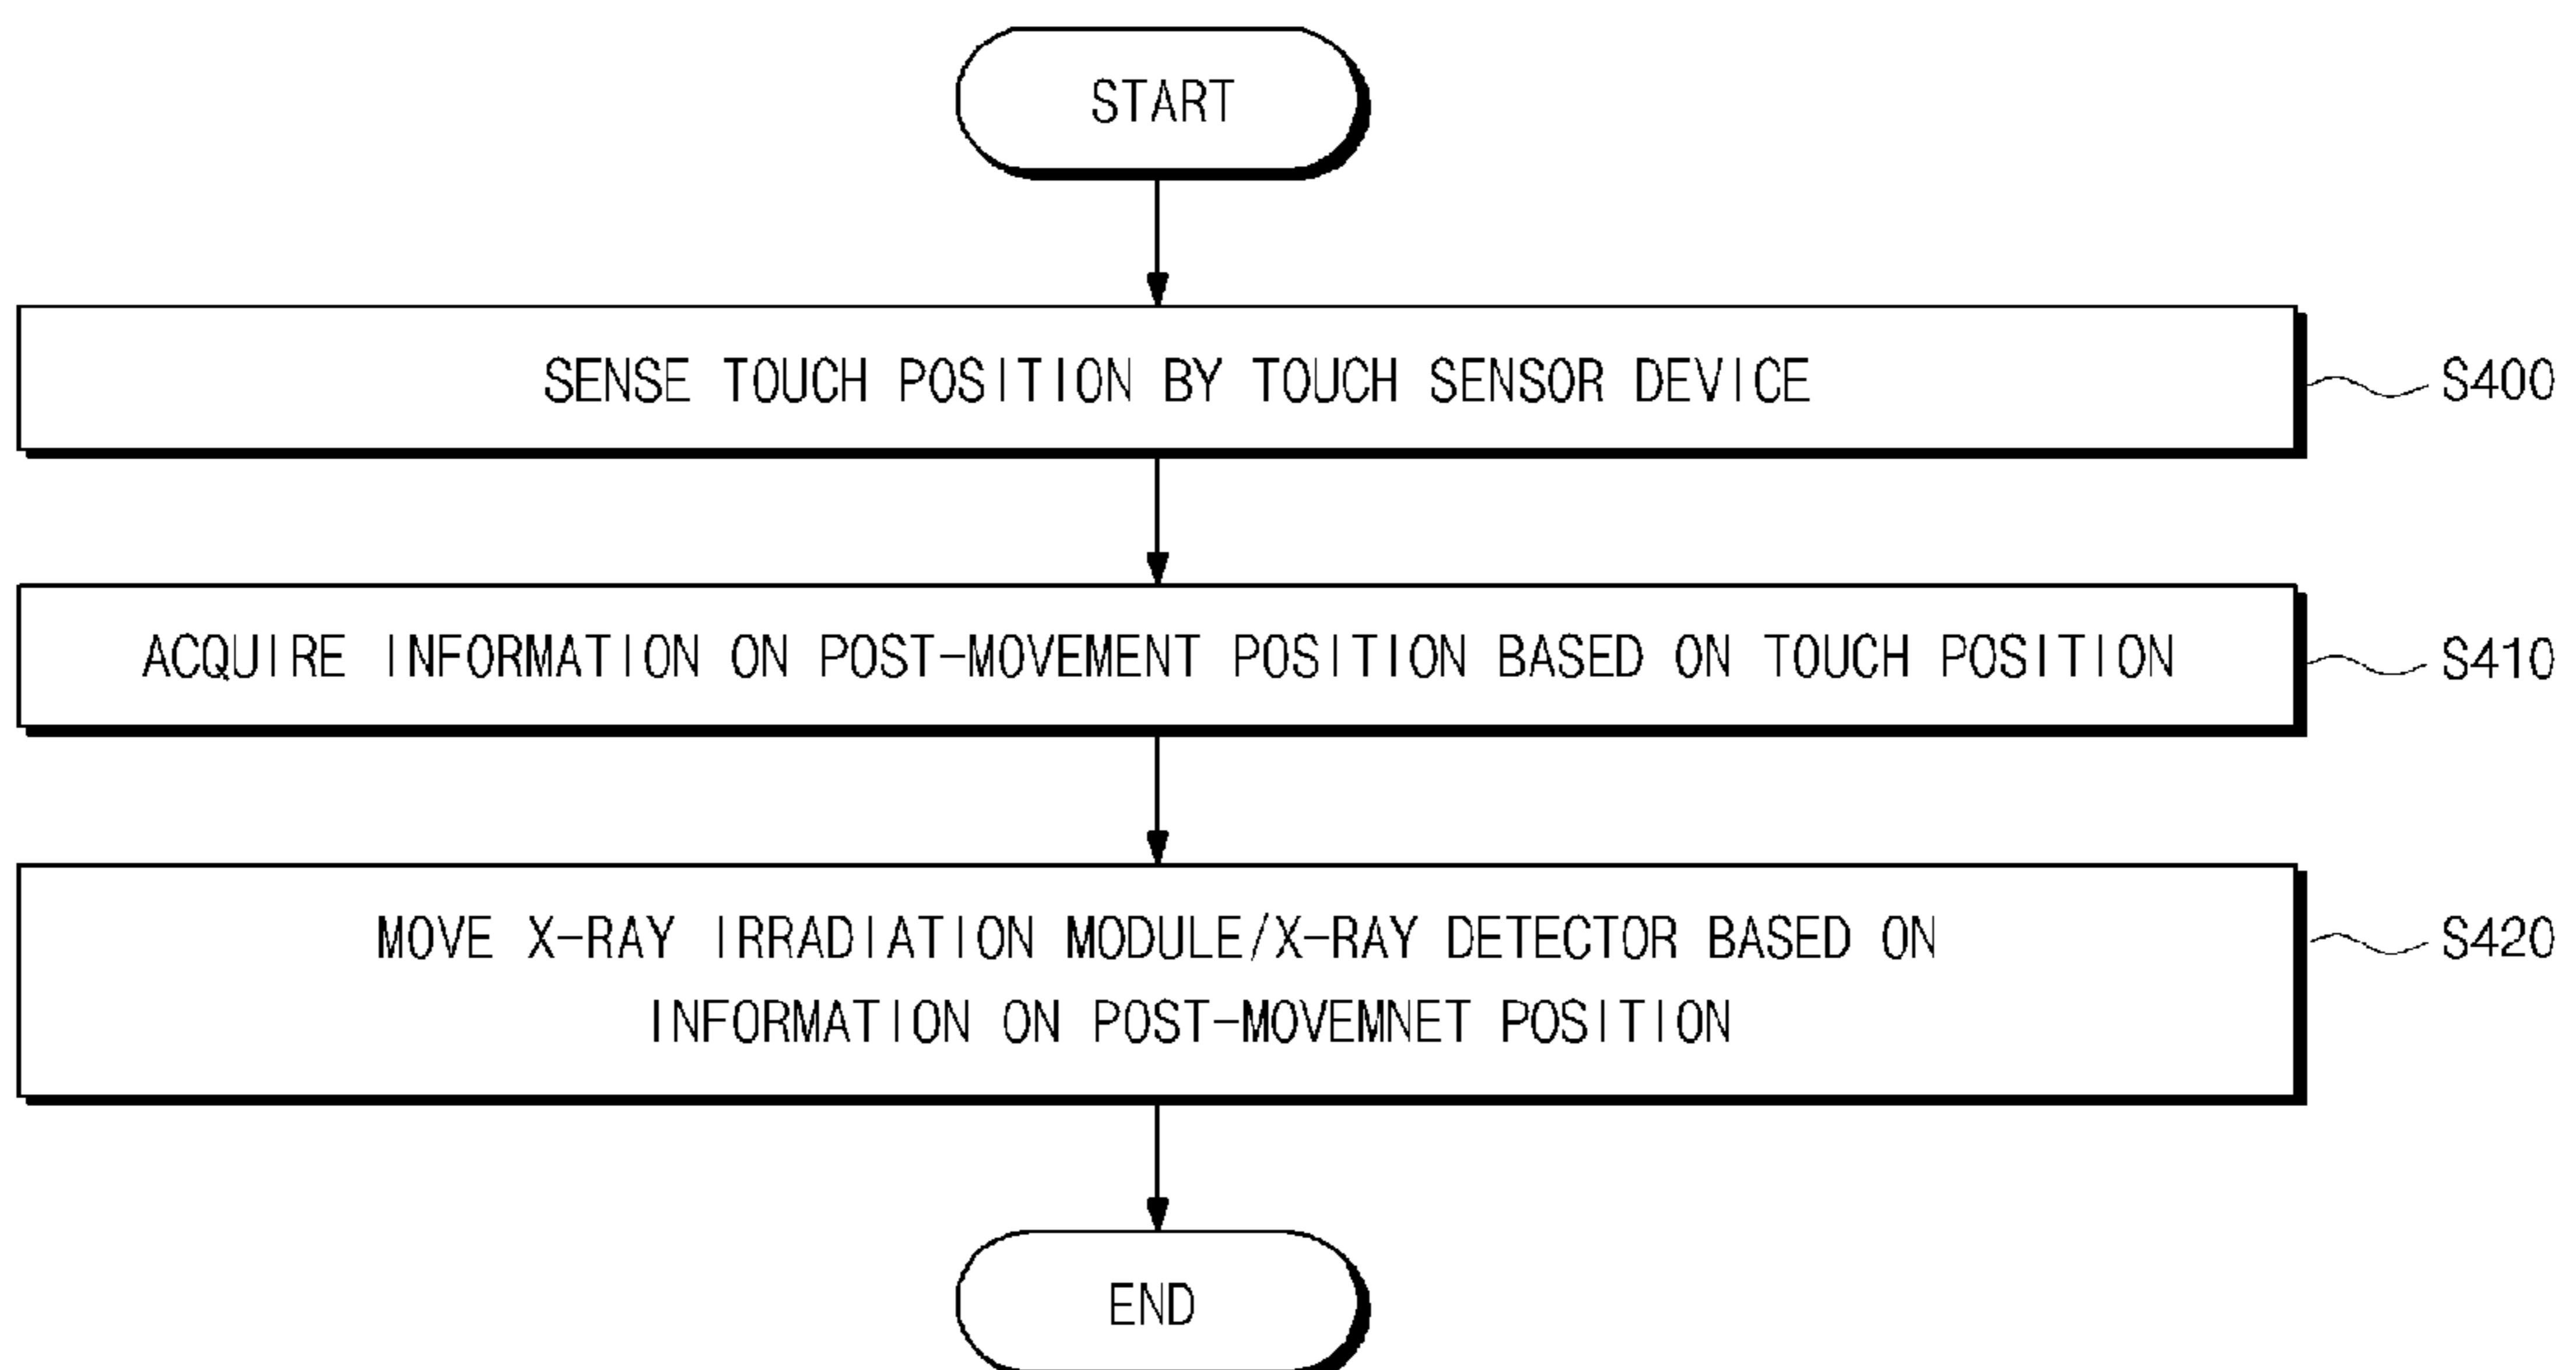 START
SENSE TOUCH POSITION BY TOUCH SENSOR DEVICE
S400
ACQUIRE INFORMATION ON POST-MOVEMENT POSITION BASED ON TOUCH POSITION
S410
MOVE X-RAY IRRADIATION MODULE/X-RAY DETECTOR BASED ON
S420
INFORMATION ON POST-MOVEMNET POSITION
END